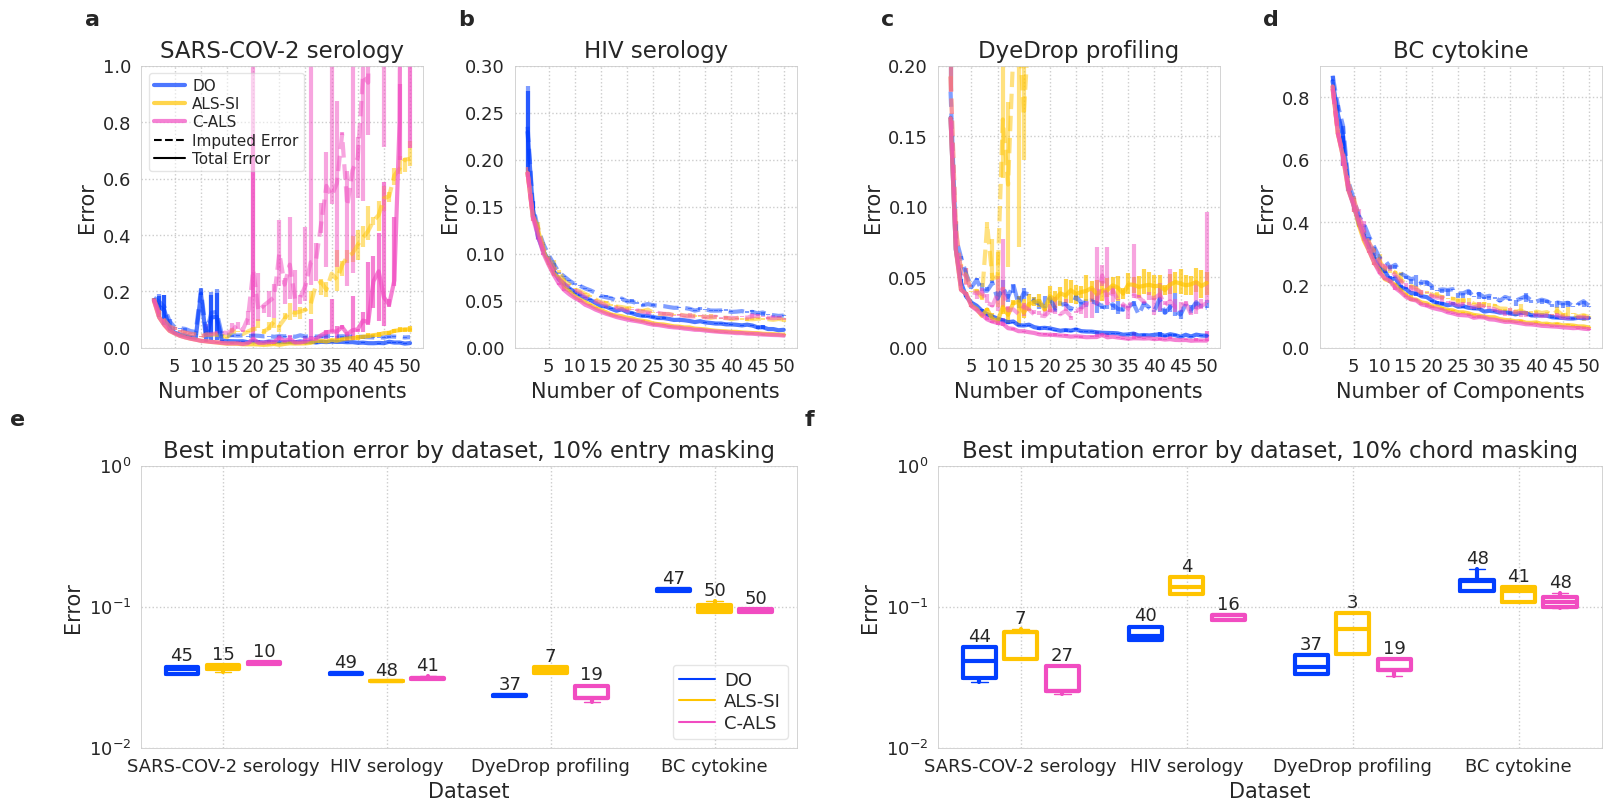 a
SARS-COV-2 serology
DO
ALS-SI
C-ALS
Imputed Error
Total Error
Error
1.0
0.8
0.6
0.4
0.2
0.0
5 10 15 20 25 30 35 40 45 50
Number of Components
b
HIV serology
Error
0.30
0.25
0.20
0.15
0.10
0.05
0.00
5 10 15 20 25 30 35 40 45 50
Number of Components
c
DyeDrop profiling
Error
0.20
0.15
0.10
0.05
0.00
5 10 15 20 25 30 35 40 45 50
Number of Components
d
BC cytokine
Error
0.8
0.6
0.4
0.2
0.0
5 10 15 20 25 30 35 40 45 50
Number of Components
e
Best imputation error by dataset, 10% entry masking
Error
10⁰
10⁻¹
10⁻²
45 15 10
49 48 41
37 7 19
47 50 50
DO
ALS-SI
C-ALS
SARS-COV-2 serology HIV serology DyeDrop profiling BC cytokine
Dataset
f
Best imputation error by dataset, 10% chord masking
Error
10⁰
10⁻¹
10⁻²
44 7 27
40 4 16
37 3 19
48 41 48
SARS-COV-2 serology HIV serology DyeDrop profiling BC cytokine
Dataset